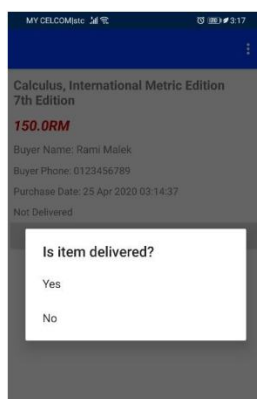 MY CELCOM|stc 3:17
Calculus, International Metric Edition
7th Edition
150.0RM
Buyer Name: Rami Malek
Buyer Phone: 0123456789
Purchase Date: 25 Apr 2020 03:14:37
Not Delivered
Is item delivered?
Yes
No